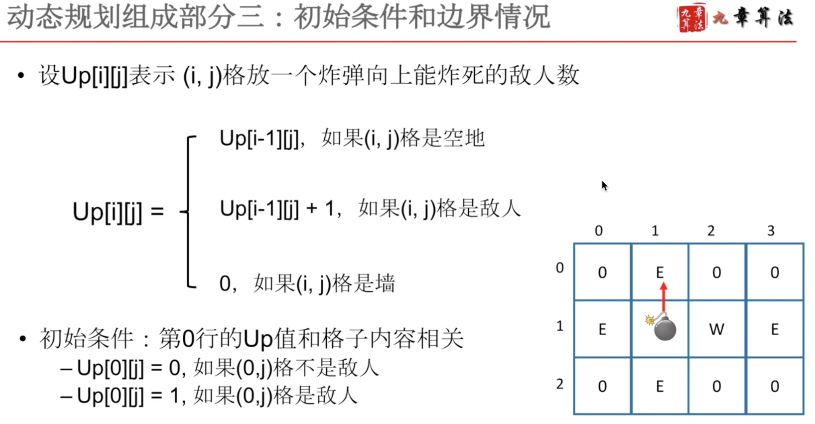 动态规划组成部分三：初始条件和边界情况
九章算法 九章算法
• 设Up[i][j]表示 (i, j)格放一个炸弹向上能炸死的敌人数
Up[i-1][j]，如果(i, j)格是空地
Up[i][j] =
Up[i-1][j] + 1，如果(i, j)格是敌人
0，如果(i, j)格是墙
• 初始条件：第0行的Up值和格子内容相关
– Up[0][j] = 0, 如果(0,j)格不是敌人
– Up[0][j] = 1, 如果(0,j)格是敌人
0 1 2 3
0 0 E 0 0
1 E W E
2 0 E 0 0